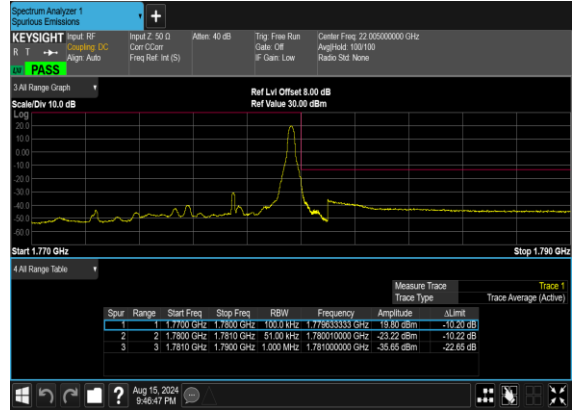 Spectrum Analyzer 1
Spurious Emissions
+
KEYSIGHT Input: RF Input Z: 50 Ω Atten: 40 dB Trig: Free Run Center Freq: 22.005000000 GHz
R T Coupling: DC Corr CCorr Gate: Off Avg|Hold: 100/100
Align: Auto Freq Ref: Int (S) IF Gain: Low Radio Std: None
PASS
3 All Range Graph
Ref Lvl Offset 8.00 dB
Scale/Div 10.0 dB Ref Value 30.00 dBm
Log
20.0
10.0
0.00
-10.0
-20.0
-30.0
-40.0
-50.0
-60.0
Start 1.770 GHz Stop 1.790 GHz
4 All Range Table
Measure Trace Trace 1
Trace Type Trace Average (Active)
Spur Range Start Freq Stop Freq RBW Frequency Amplitude ΔLimit
1 1 1.7700 GHz 1.7800 GHz 100.0 kHz 1.779633333 GHz 19.80 dBm -10.20 dB
2 2 1.7800 GHz 1.7810 GHz 51.00 kHz 1.780010000 GHz -23.22 dBm -10.22 dB
3 3 1.7810 GHz 1.7900 GHz 1.000 MHz 1.781000000 GHz -35.65 dBm -22.65 dB
? Aug 15, 2024
9:46:47 PM